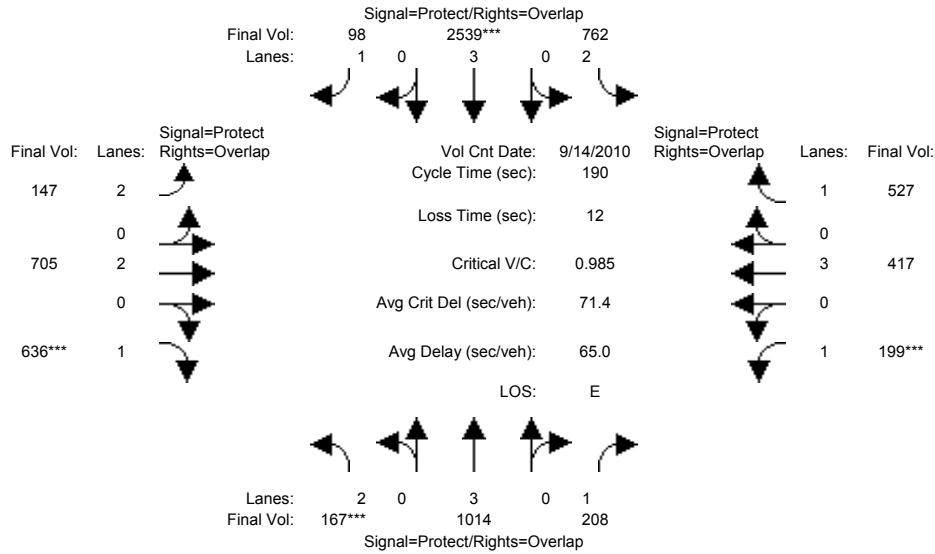 Signal=Protect/Rights=Overlap
Final Vol: 98 2539*** 762
Lanes: 1 0 3 0 2
Signal=Protect
Final Vol: Lanes: Rights=Overlap
Vol Cnt Date: 9/14/2010
Signal=Protect
Rights=Overlap Lanes: Final Vol:
147 2
Cycle Time (sec): 190
1 527
0
Loss Time (sec): 12
0
705 2
Critical V/C: 0.985
3 417
0
Avg Crit Del (sec/veh): 71.4
0
636*** 1
Avg Delay (sec/veh): 65.0
1 199***
LOS: E
Lanes: 2 0 3 0 1
Final Vol: 167*** 1014 208
Signal=Protect/Rights=Overlap